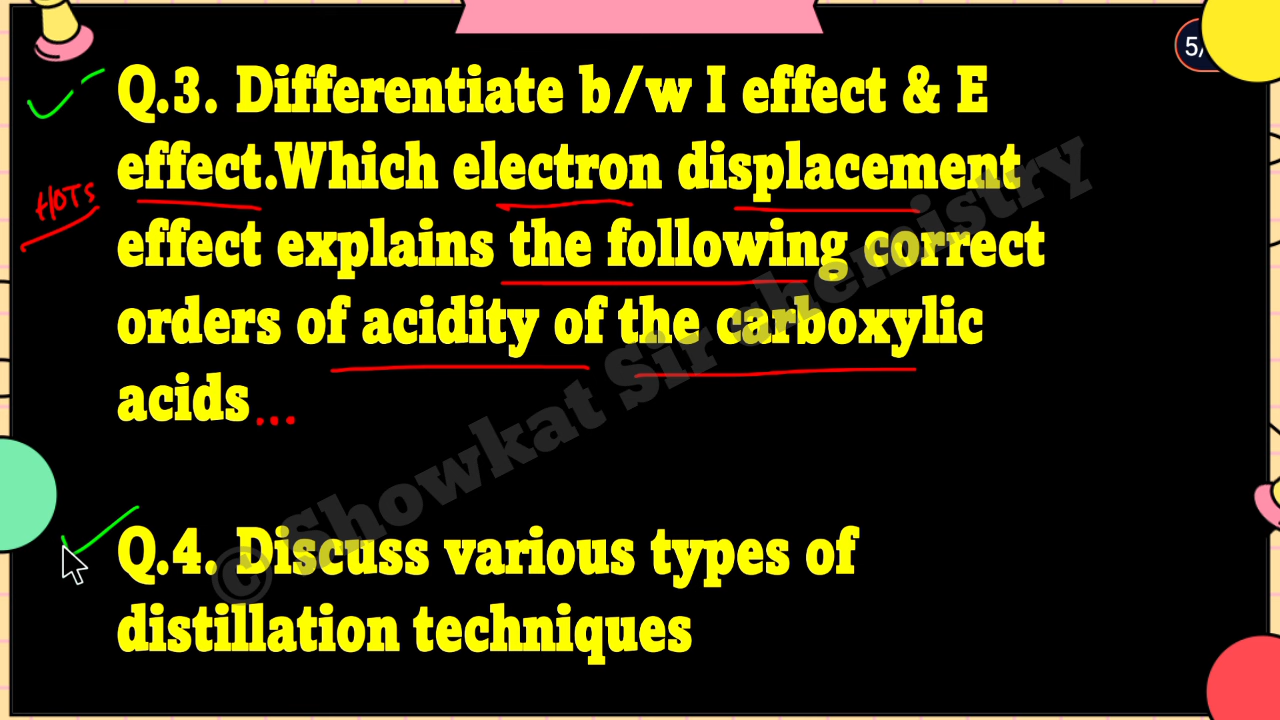 5/
Q.3. Differentiate b/w I effect & E
effect.Which electron displacement
HOTS
effect explains the following correct
orders of acidity of the carboxylic
acids...
© Showkat Sir chemistry
Q.4. Discuss various types of
distillation techniques